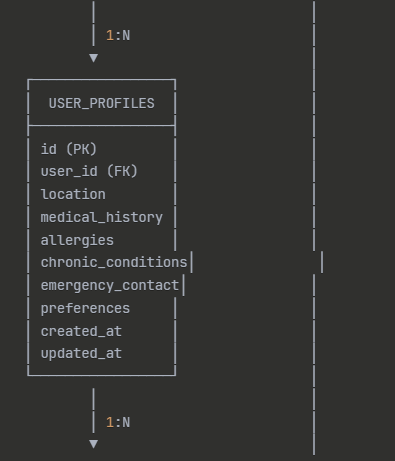 1:N
USER_PROFILES
id (PK)
user_id (FK)
location
medical_history
allergies
chronic_conditions
emergency_contact
preferences
created_at
updated_at
1:N